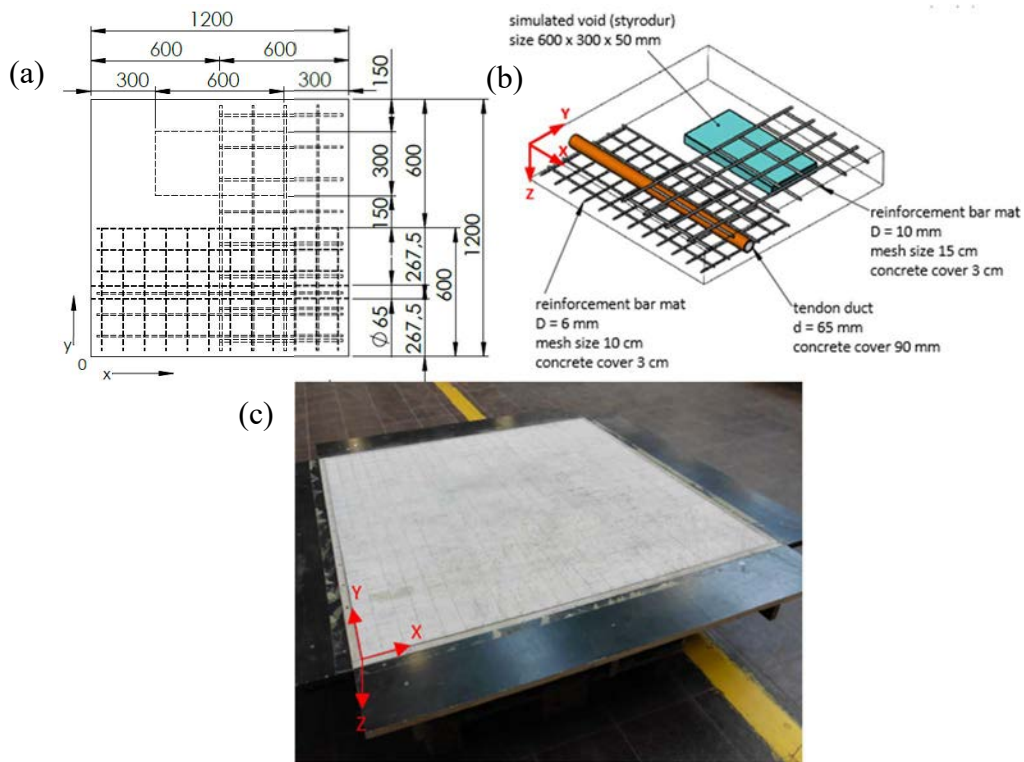 (a)
1200
600
600
300
600
300
150
300
150
600
1200
267,5
600
Ø65
267,5
y
0
x
(b)
simulated void (styrodur)
size 600 x 300 x 50 mm
Y
X
Z
reinforcement bar mat
D = 10 mm
mesh size 15 cm
concrete cover 3 cm
reinforcement bar mat
D = 6 mm
mesh size 10 cm
concrete cover 3 cm
tendon duct
d = 65 mm
concrete cover 90 mm
(c)
Y
X
Z